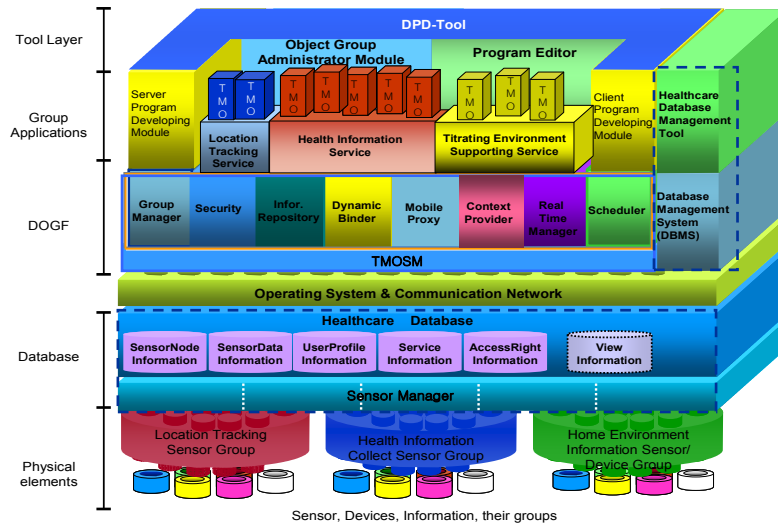 DPD-Tool
Tool Layer
Object Group
Administrator Module
Program Editor
Group
Applications
Server
Program
Developing
Module
TMO
TMO
TMO
TMO
TMO
TMO
TMO
TMO
TMO
TMO
Client
Program
Developing
Module
Healthcare
Database
Management
Tool
Location
Tracking
Service
Health Information
Service
Titrating Environment
Supporting Service
DOGF
Group
Manager
Security
Infor.
Repository
Dynamic
Binder
Mobile
Proxy
Context
Provider
Real
Time
Manager
Scheduler
Database
Management
System
(DBMS)
TMOSM
Operating System & Communication Network
Database
Healthcare Database
SensorNode
Information
SensorData
Information
UserProfile
Information
Service
Information
AccessRight
Information
View
Information
Sensor Manager
Physical
elements
Location Tracking
Sensor Group
Health Information
Collect Sensor Group
Home Environment
Information Sensor/
Device Group
Sensor, Devices, Information, their groups